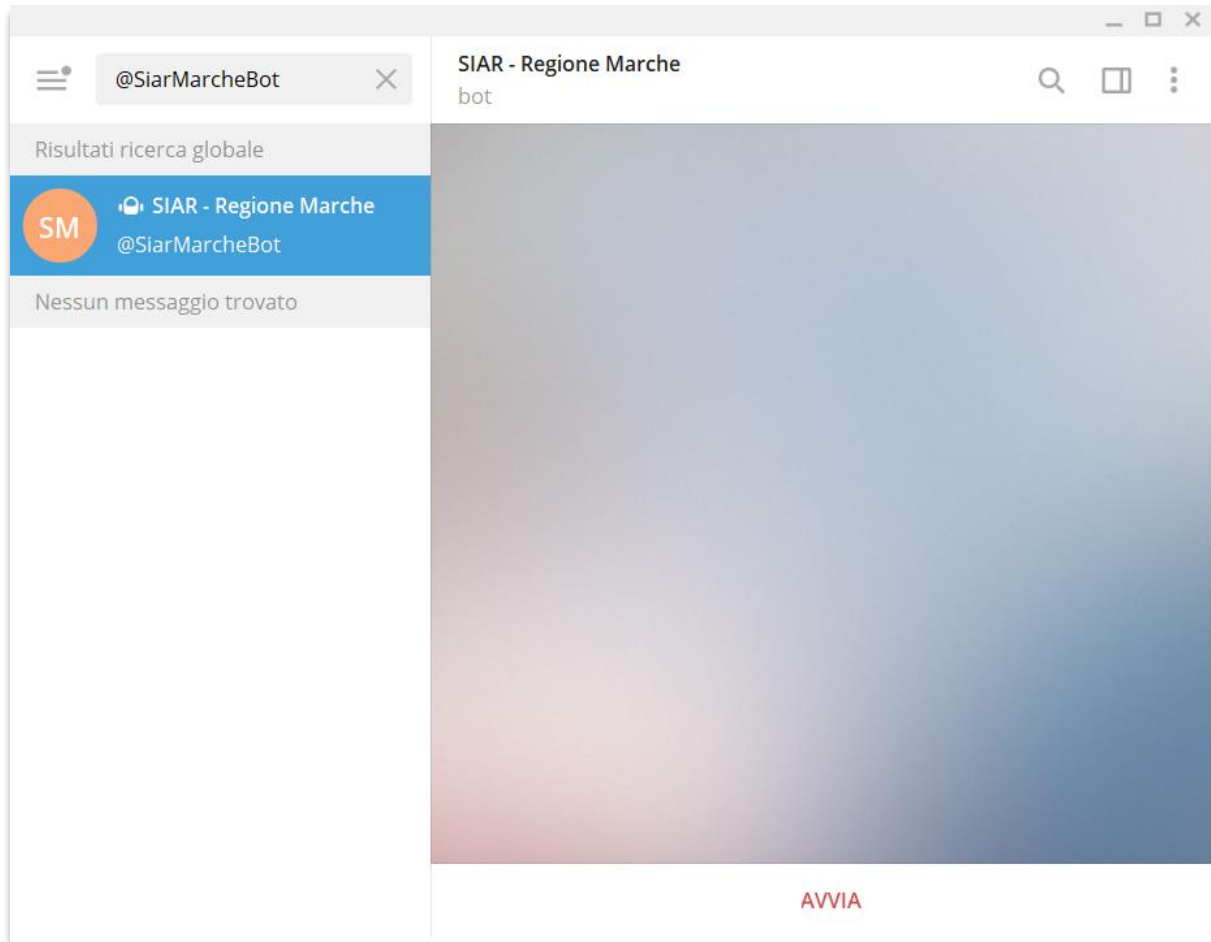 @SiarMarcheBot
Risultati ricerca globale
SM
SIAR - Regione Marche
@SiarMarcheBot
Nessun messaggio trovato
SIAR - Regione Marche
bot
AVVIA